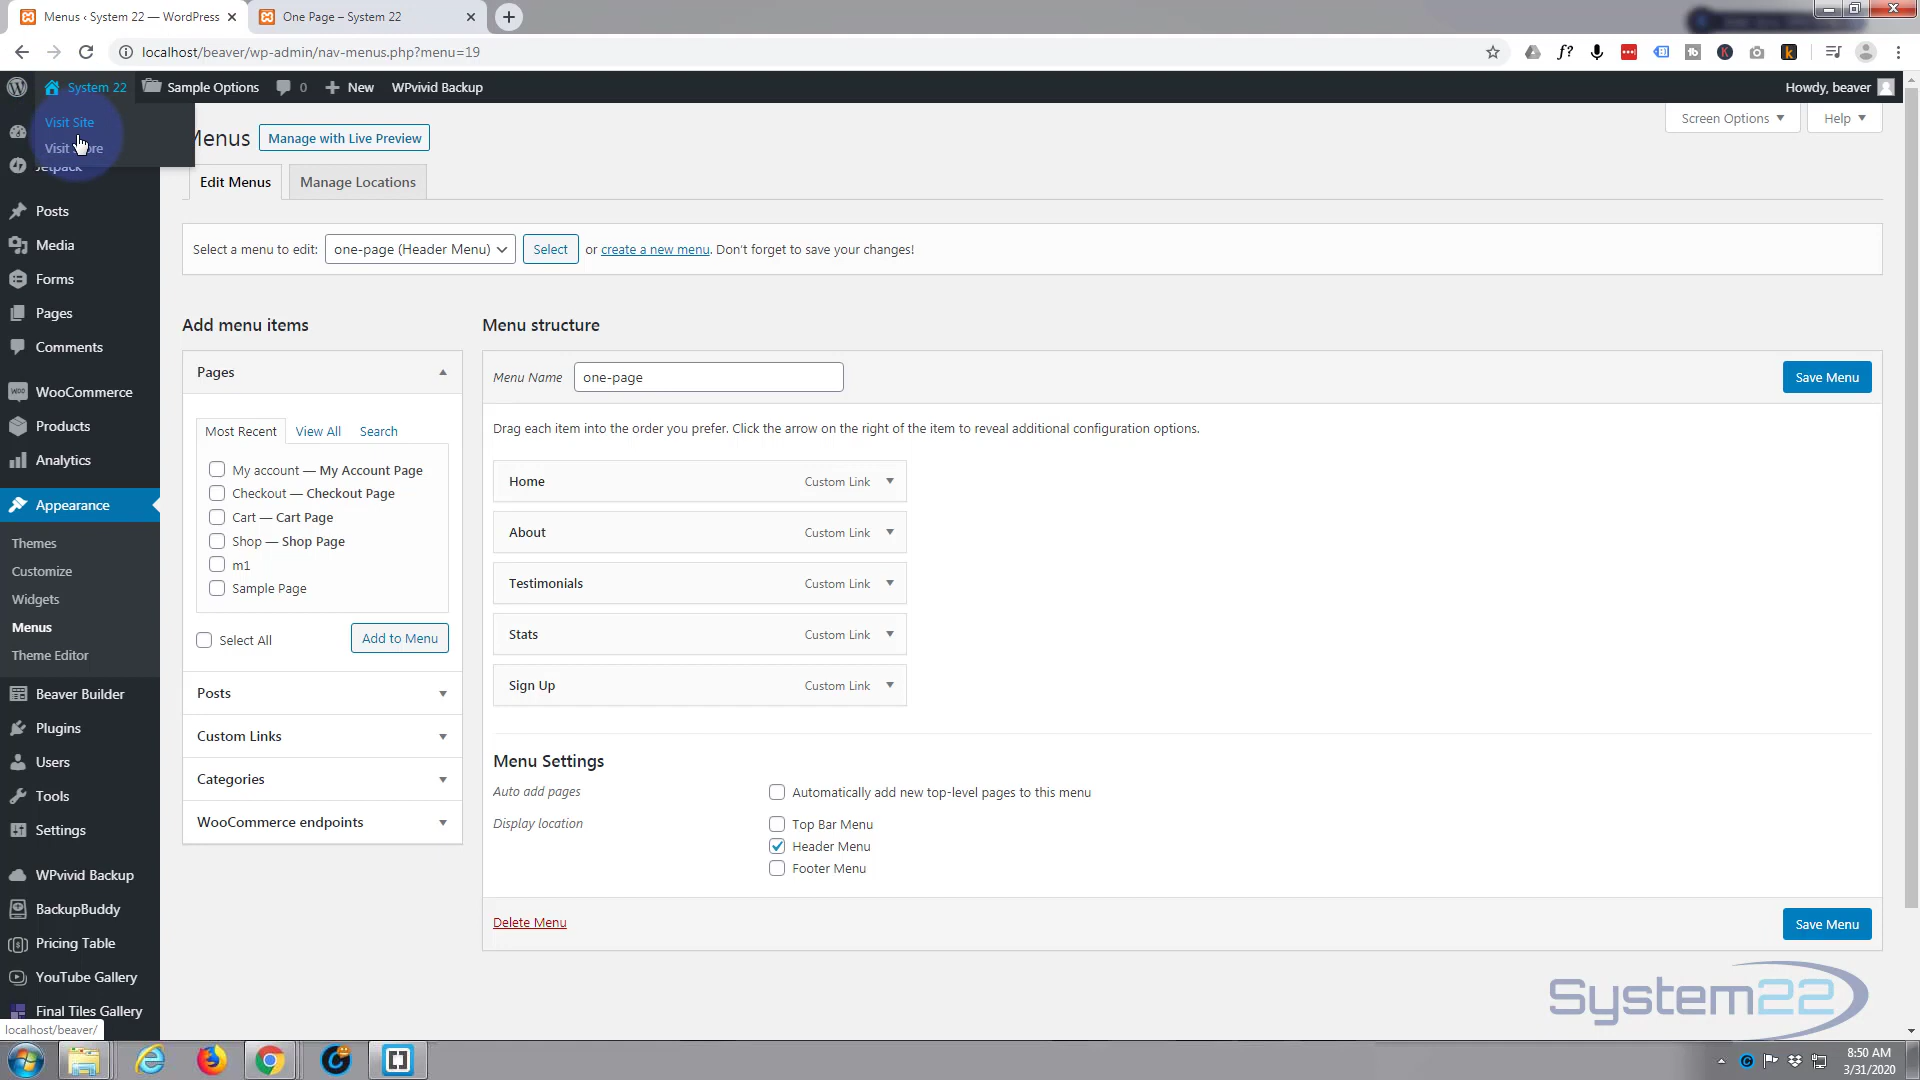 Menus ‹ System 22 — WordPress
One Page – System 22
localhost/beaver/wp-admin/nav-menus.php?menu=19
System 22
Sample Options
0
New
WPvivid Backup
Howdy, beaver
Visit Site
Visit Store
Jetpack
Posts
Media
Forms
Pages
Comments
WooCommerce
Products
Analytics
Appearance
Themes
Customize
Widgets
Menus
Theme Editor
Beaver Builder
Plugins
Users
Tools
Settings
WPvivid Backup
BackupBuddy
Pricing Table
YouTube Gallery
Final Tiles Gallery
localhost/beaver/
Menus
Manage with Live Preview
Screen Options
Help
Edit Menus
Manage Locations
Select a menu to edit: one-page (Header Menu) Select or create a new menu. Don't forget to save your changes!
Add menu items
Pages
Most Recent
View All
Search
My account — My Account Page
Checkout — Checkout Page
Cart — Cart Page
Shop — Shop Page
m1
Sample Page
Select All
Add to Menu
Posts
Custom Links
Categories
WooCommerce endpoints
Menu structure
Menu Name one-page
Save Menu
Drag each item into the order you prefer. Click the arrow on the right of the item to reveal additional configuration options.
Home Custom Link
About Custom Link
Testimonials Custom Link
Stats Custom Link
Sign Up Custom Link
Menu Settings
Auto add pages
Automatically add new top-level pages to this menu
Display location
Top Bar Menu
Header Menu
Footer Menu
Delete Menu
Save Menu
System22
8:50 AM
3/31/2020